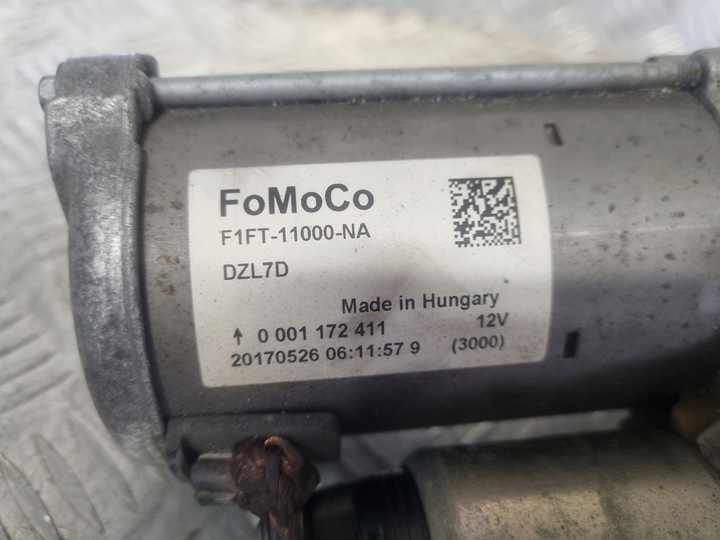 FoMoCo
F1FT-11000-NA
DZL7D
Made in Hungary
↑ 0 001 172 411 12V
20170526 06:11:57 9 (3000)